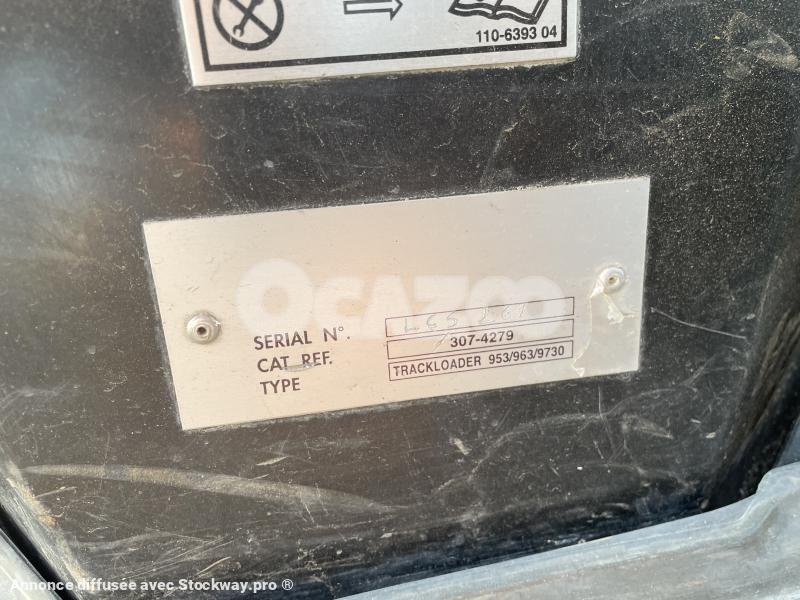 110-6393 04
OCAZOO
SERIAL N°.
307-4279
CAT REF.
TRACKLOADER 953/963/9730
TYPE
Annonce diffusée avec Stockway.pro ®